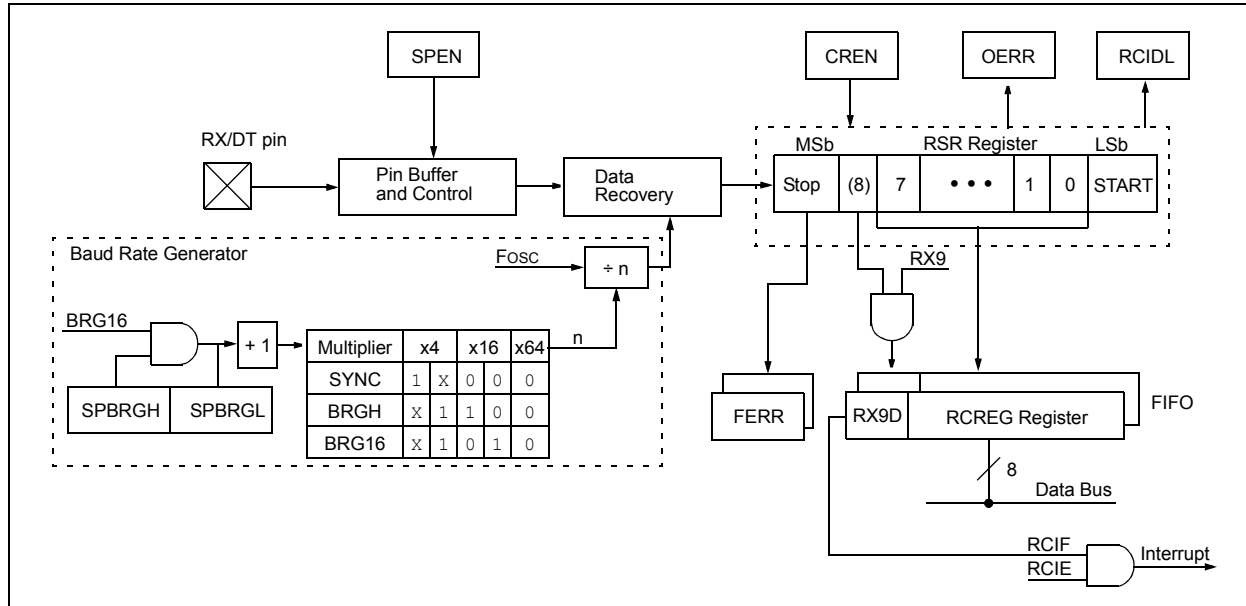 SPEN
CREN
OERR
RCIDL
RX/DT pin
MSb
RSR Register
LSb
Pin Buffer
and Control
Data
Recovery
Stop (8) 7 • • • 1 0 START
Baud Rate Generator
FOSC
÷ n
RX9
BRG16
+ 1
n
Multiplier x4 x16 x64
SYNC 1 X 0 0 0
BRGH X 1 1 0 0
BRG16 X 1 0 1 0
SPBRGH SPBRGL
FERR
RX9D RCREG Register
FIFO
8
Data Bus
RCIF
RCIE
Interrupt